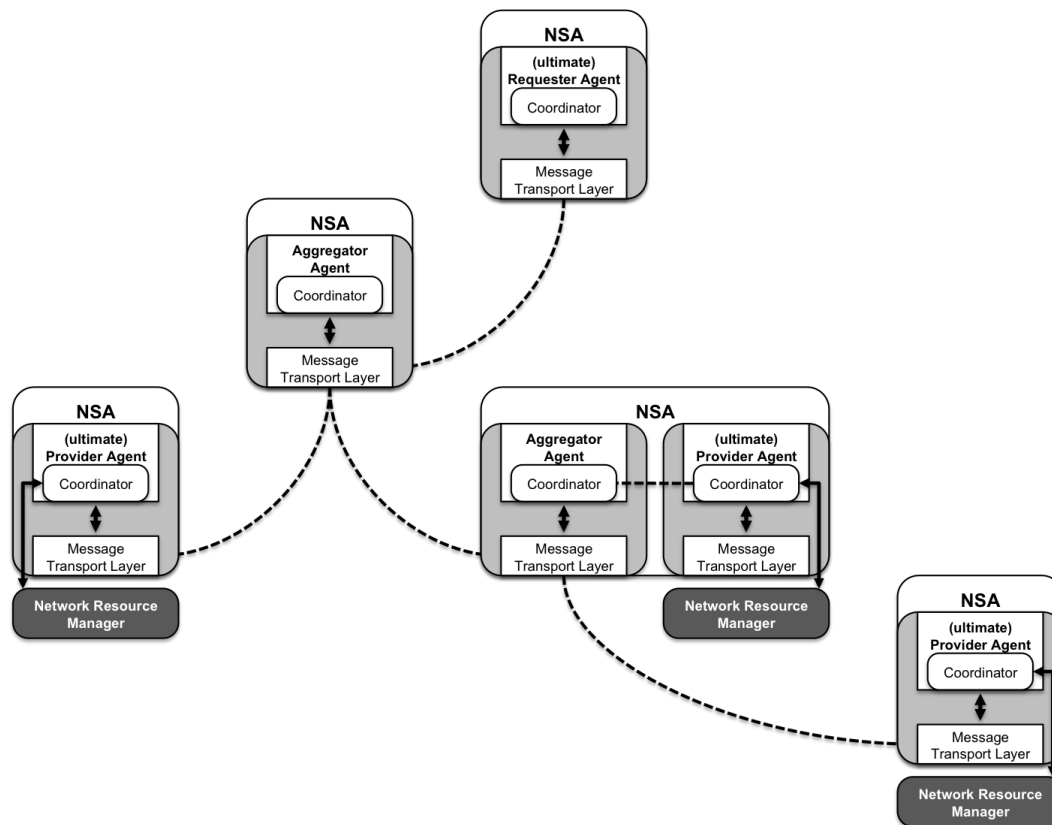 NSA
(ultimate)
Requester Agent
Coordinator
Message
Transport Layer
NSA
Aggregator
Agent
Coordinator
Message
Transport Layer
NSA
(ultimate)
Provider Agent
Coordinator
Message
Transport Layer
Network Resource
Manager
NSA
Aggregator
Agent
Coordinator
Message
Transport Layer
(ultimate)
Provider Agent
Coordinator
Message
Transport Layer
Network Resource
Manager
NSA
(ultimate)
Provider Agent
Coordinator
Message
Transport Layer
Network Resource
Manager